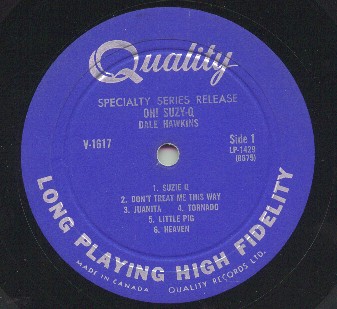 Quality
SPECIALTY SERIES RELEASE
OH! SUZY-Q
DALE HAWKINS
V-1617
Side 1
LP-1429
(8679)
1. SUZIE Q
2. DON'T TREAT ME THIS WAY
3. JUANITA 4. TORNADO
5. LITTLE PIG
6. HEAVEN
LONG PLAYING HIGH FIDELITY
MADE IN CANADA QUALITY RECORDS LTD.